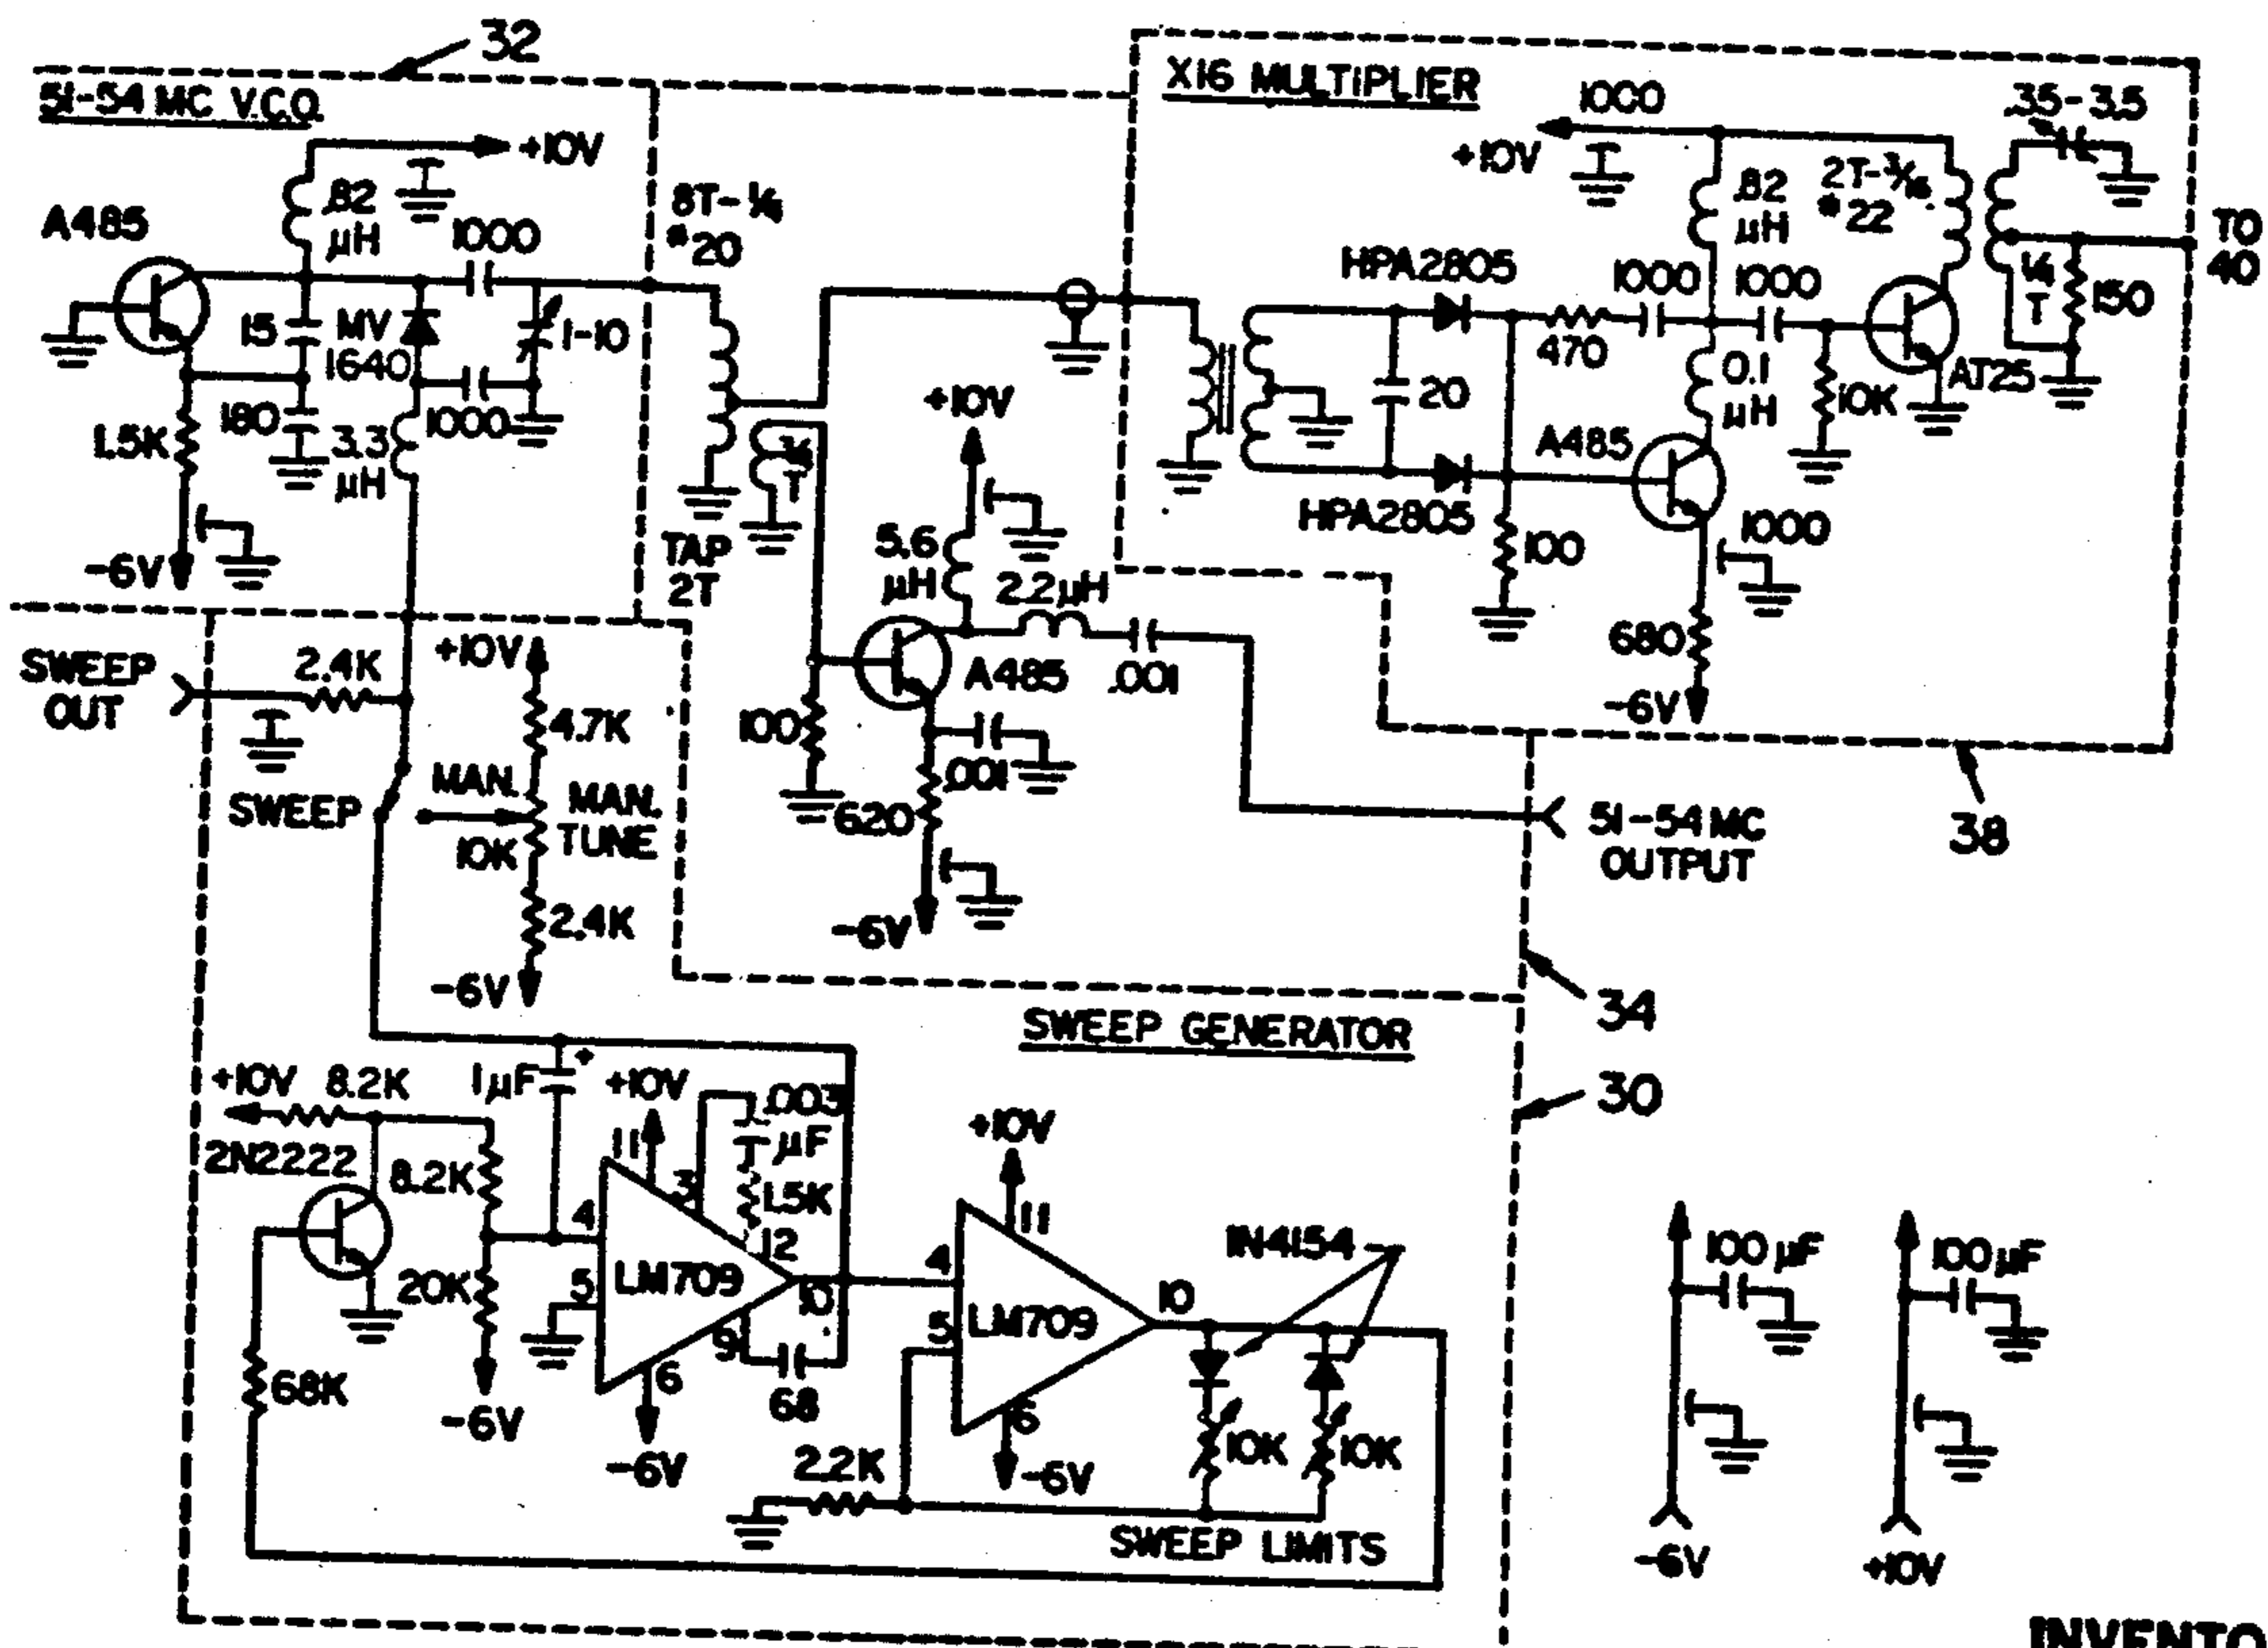 32
51-54 MC V.C.O.
X16 MULTIPLIER
+10V
.82
μH
A485
1000
15
MV
1640
1-10
180
1000
1.5K
3.3
μH
-6V
8T-¼
#20
TAP
2T
1000
+10V
.35-3.5
.82
μH
#22
HPA2805
1000
1000
470
20
0.1
μH
10K
AT25
150
TO
40
A485
HPA2805
100
1000
680
-6V
38
+10V
5.6
μH
2.2μH
A485
.001
100
.001
620
-6V
51-54 MC
OUTPUT
34
SWEEP
OUT
2.4K
+10V
4.7K
SWEEP
MAN.
MAN.
TUNE
10K
2.4K
-6V
SWEEP GENERATOR
30
+10V
8.2K
1μF
+
+10V
.003
μF
2N2222
8.2K
11
3
1.5K
12
4
LM709
5
10
20K
9
6
68
68K
-6V
-6V
+10V
11
4
LM709
5
10
1N4154
6
-6V
2.2K
10K
10K
SWEEP LIMITS
100μF
100μF
-6V
+10V